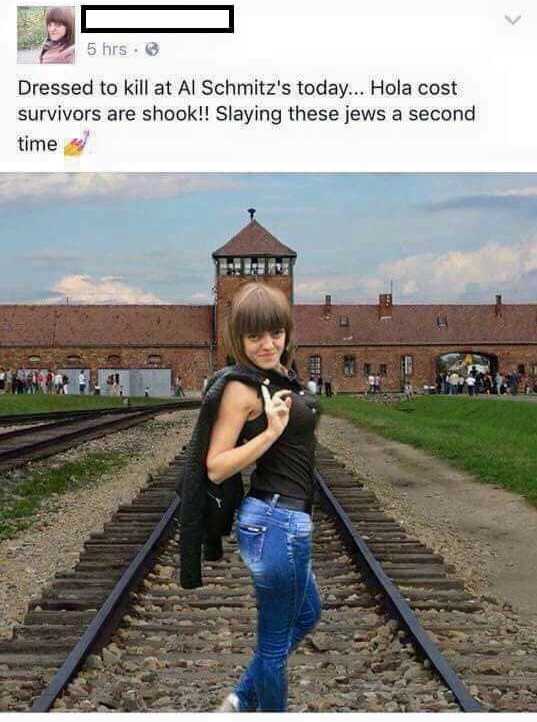 5 hrs ·
Dressed to kill at Al Schmitz's today... Hola cost
survivors are shook!! Slaying these jews a second
time 💅